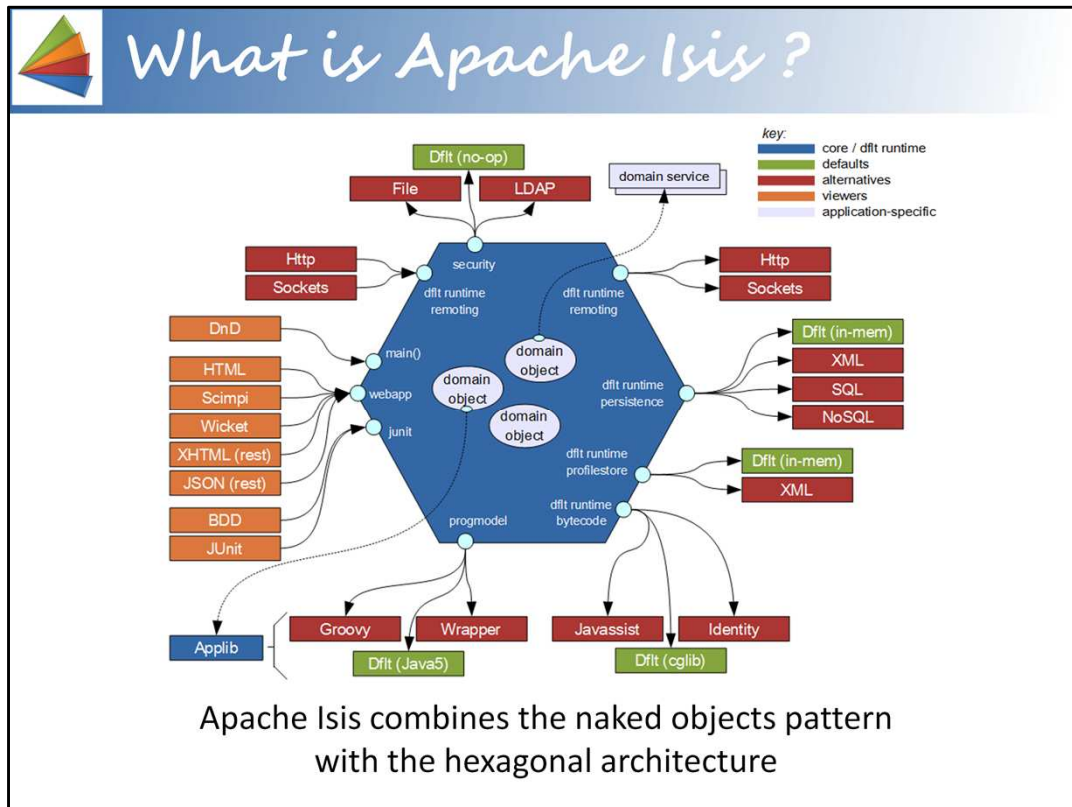 What is Apache Isis ?
key:
core / dflt runtime
defaults
alternatives
viewers
application-specific
Dflt (no-op)
File
LDAP
domain service
Http
Sockets
security
dflt runtime
remoting
dflt runtime
remoting
Http
Sockets
DnD
HTML
Scimpi
Wicket
XHTML (rest)
JSON (rest)
BDD
JUnit
main()
webapp
junit
domain
object
domain
object
domain
object
dflt runtime
persistence
Dflt (in-mem)
XML
SQL
NoSQL
dflt runtime
profilestore
Dflt (in-mem)
XML
dflt runtime
bytecode
progmodel
Applib
Groovy
Wrapper
Dflt (Java5)
Javassist
Identity
Dflt (cglib)
Apache Isis combines the naked objects pattern
with the hexagonal architecture